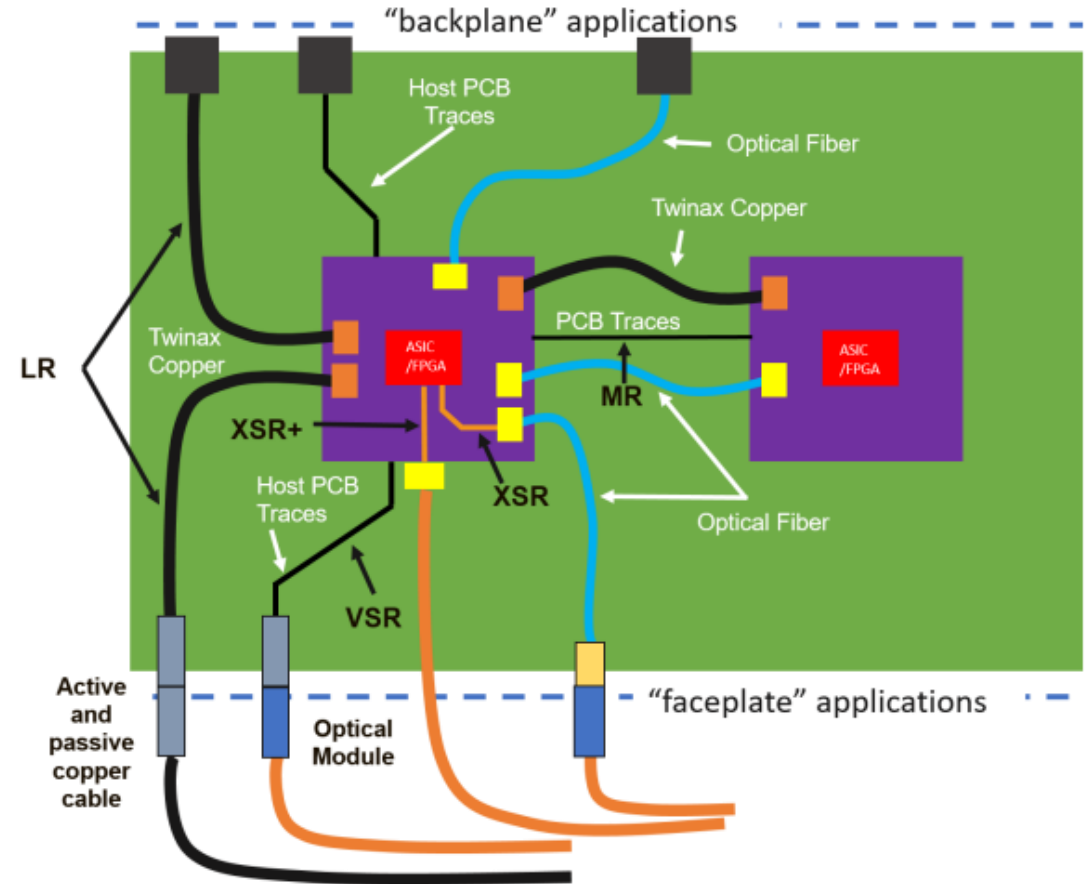 “backplane” applications
Host PCB
Traces
Optical Fiber
Twinax Copper
Twinax
Copper
LR
ASIC
/FPGA
PCB Traces
ASIC
/FPGA
MR
XSR+
XSR
Host PCB
Traces
Optical Fiber
VSR
Active
and
passive
copper
cable
Optical
Module
“faceplate” applications